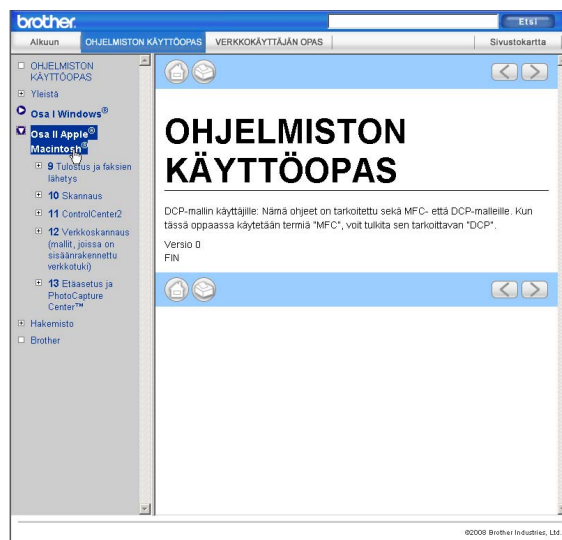 brother.
Etsi
Alkuun OHJELMISTON KÄYTTÖOPAS VERKKOKÄYTTÄJÄN OPAS Sivustokartta
OHJELMISTON
KÄYTTÖOPAS
Yleistä
Osa I Windows®
Osa II Apple®
Macintosh®
9 Tulostus ja faksien
lähetys
10 Skannaus
11 ControlCenter2
12 Verkkoskannaus
(mallit, joissa on
sisäänrakennettu
verkkotuki)
13 Etäasetus ja
PhotoCapture
Center™
Hakemisto
Brother
OHJELMISTON
KÄYTTÖOPAS
DCP-mallin käyttäjille: Nämä ohjeet on tarkoitettu sekä MFC- että DCP-malleille. Kun
tässä oppaassa käytetään termiä "MFC", voit tulkita sen tarkoittavan "DCP".
Versio 0
FIN
©2008 Brother Industries, Ltd.